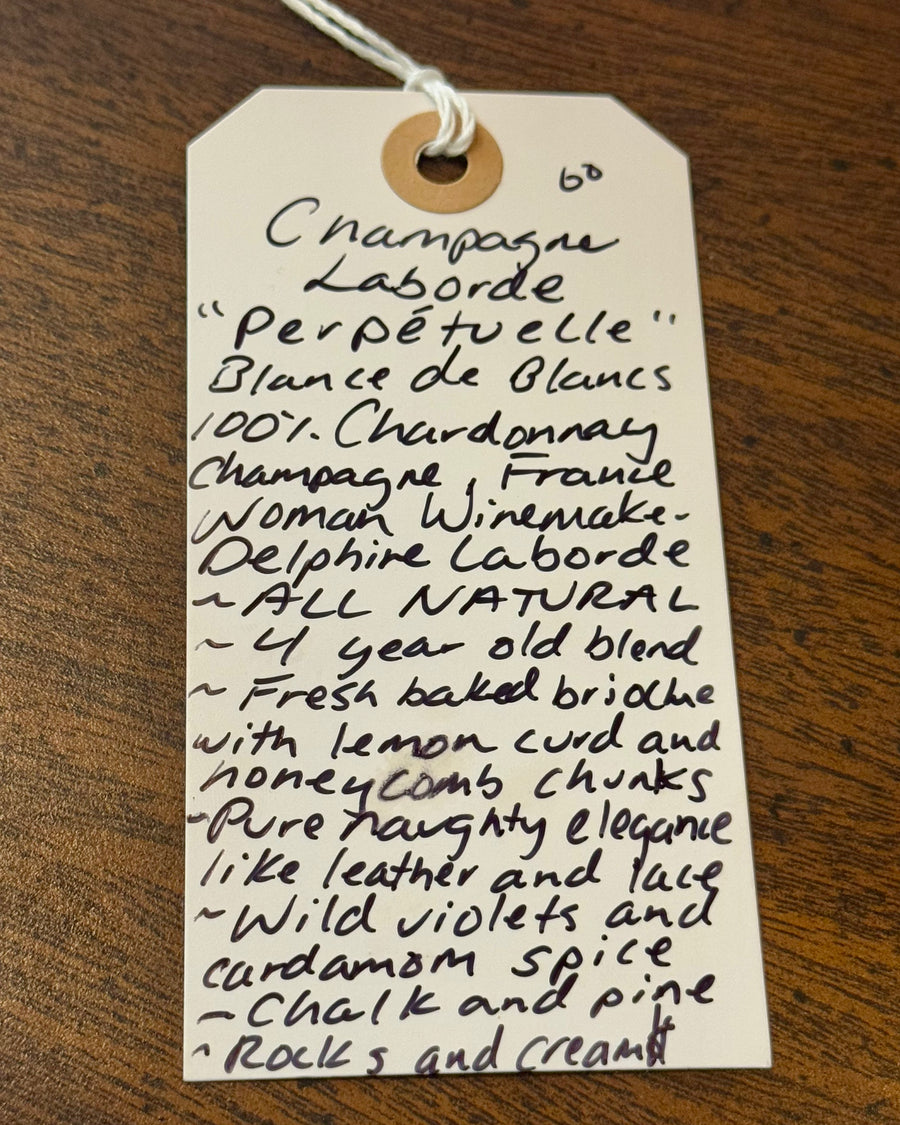 60
Champagne
Laborde
"Perpétuelle"
Blance de Blancs
100%. Chardonnay
Champagne, France
Woman Winemaker
Delphine Laborde
~ ALL NATURAL
~ 4 year old blend
~ Fresh baked brioche
with lemon curd and
honeycomb chunks
~Pure naughty elegance
like leather and lace
~Wild violets and
cardamom spice
~Chalk and pine
~Rocks and cream